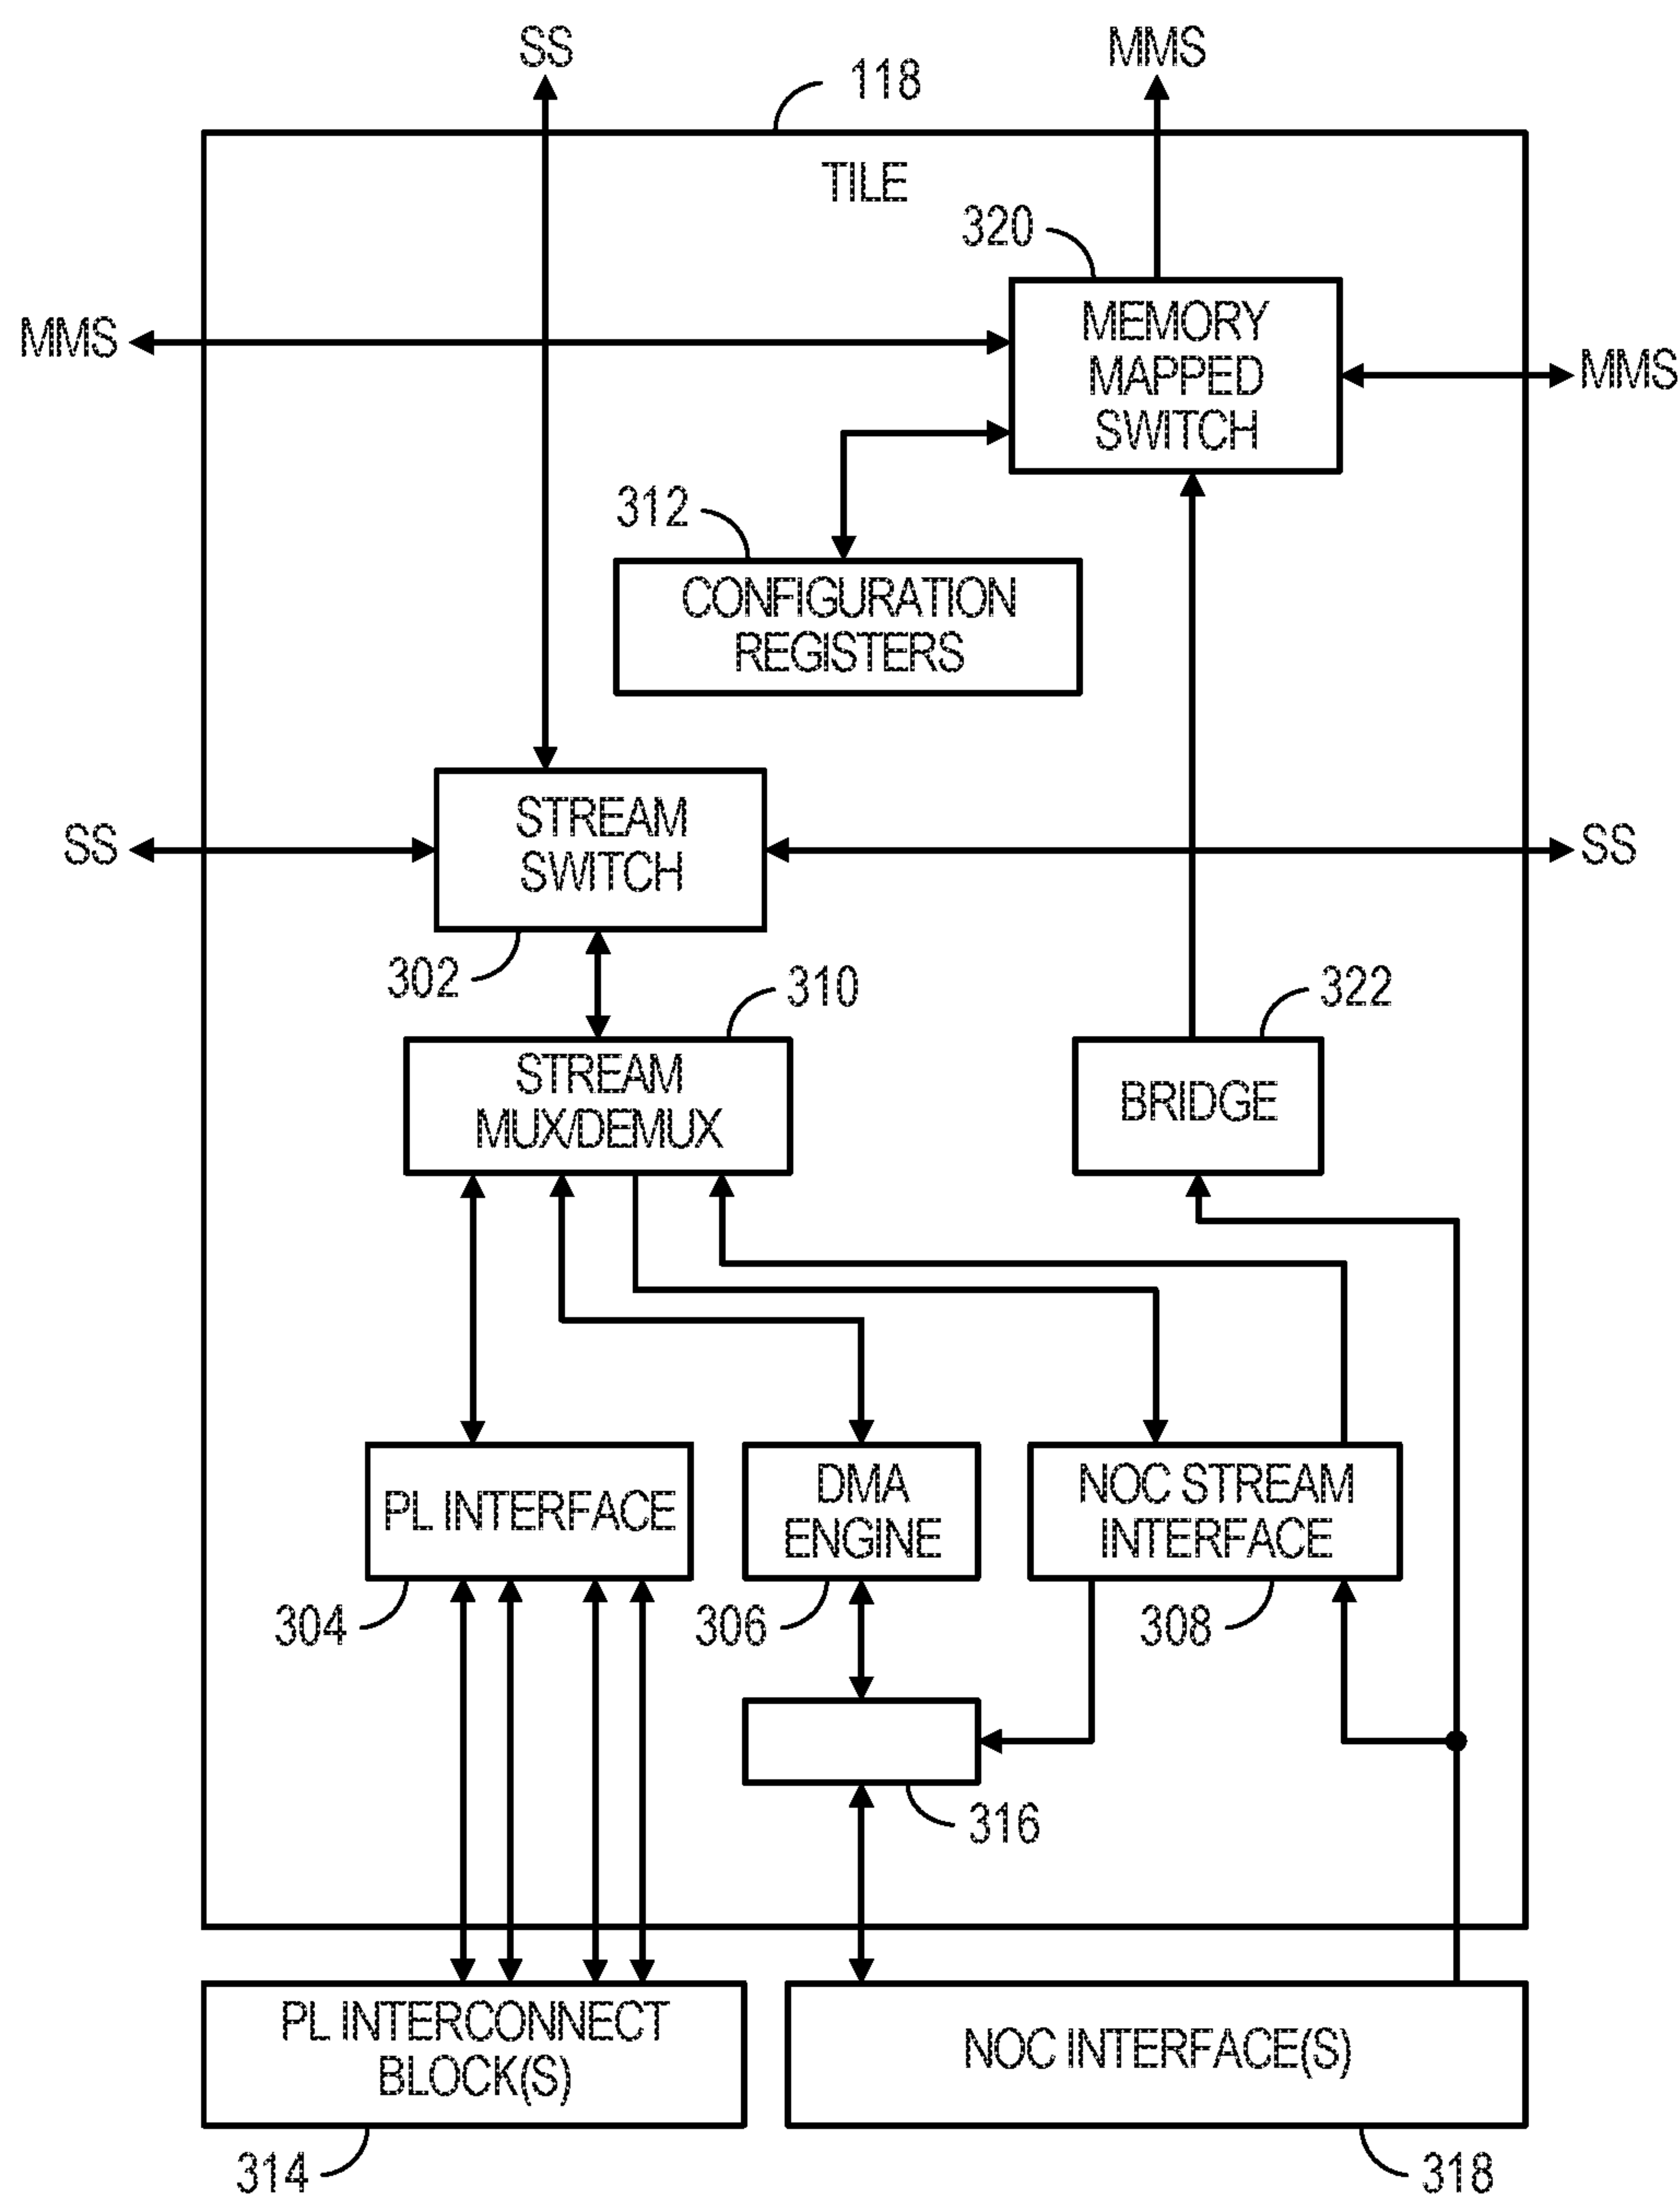 SS
MMS
118
TILE
320
MMS
MEMORY
MAPPED
SWITCH
MMS
312
CONFIGURATION
REGISTERS
SS
STREAM
SWITCH
SS
302
310
322
STREAM
MUX/DEMUX
BRIDGE
PL INTERFACE
DMA
ENGINE
NOC STREAM
INTERFACE
304
306
308
316
PL INTERCONNECT
BLOCK(S)
NOC INTERFACE(S)
314
318